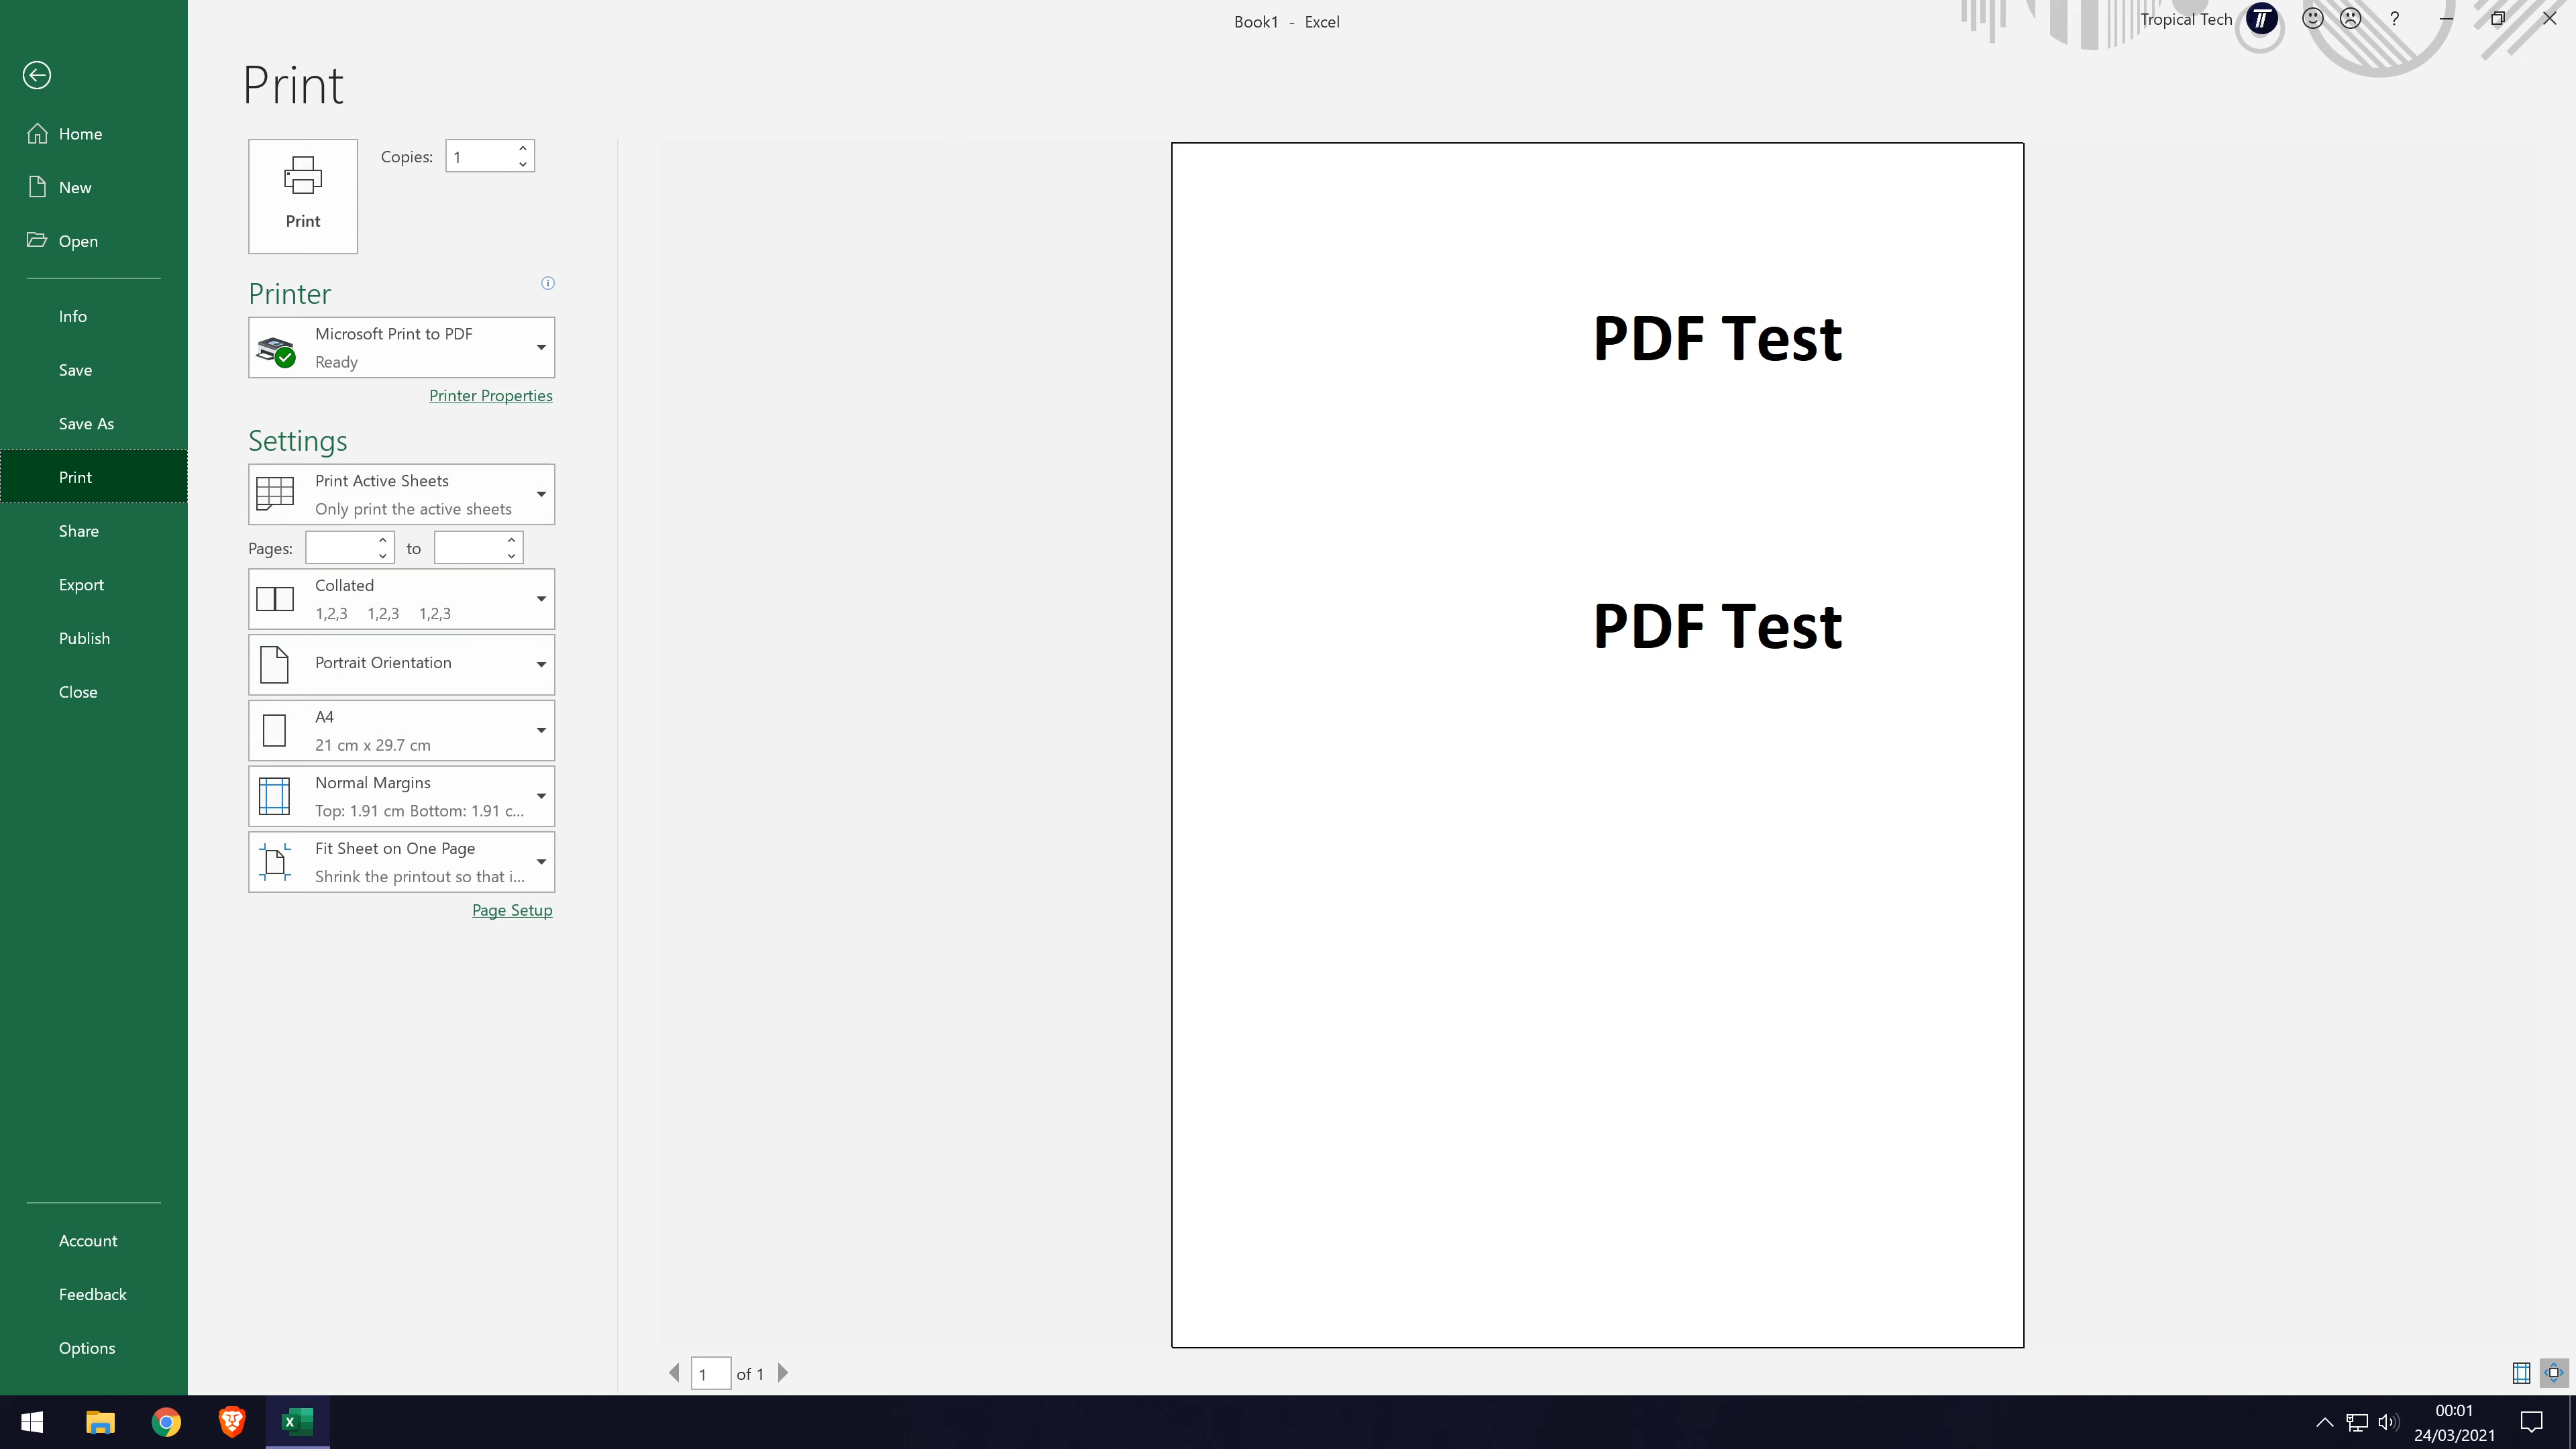 Book1 - Excel
Tropical Tech
?
Print
Home
New
Open
Info
Save
Save As
Print
Share
Export
Publish
Close
Account
Feedback
Options
Print
Copies: 1
Printer
Microsoft Print to PDF
Ready
Printer Properties
Settings
Print Active Sheets
Only print the active sheets
Pages: to
Collated
1,2,3 1,2,3 1,2,3
Portrait Orientation
A4
21 cm x 29.7 cm
Normal Margins
Top: 1.91 cm Bottom: 1.91 c...
Fit Sheet on One Page
Shrink the printout so that i...
Page Setup
PDF Test
PDF Test
1 of 1
00:01
24/03/2021